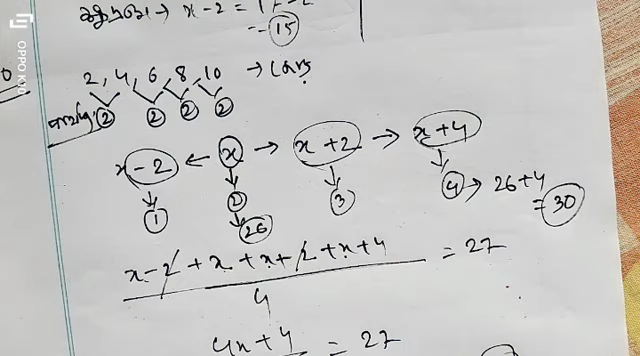 → x - 2 = 17 - 2
= 15
2, 4, 6, 8, 10 →
2 2 2 2
x - 2 ← x → x + 2 → x + 4
↓ ↓ ↓ ↓
1 2 3 4 → 26 + 4
↓
26 = 30
x - 2 + x + x + 2 + x + 4 = 27
4
4x + 4 = 27
OPPO K10